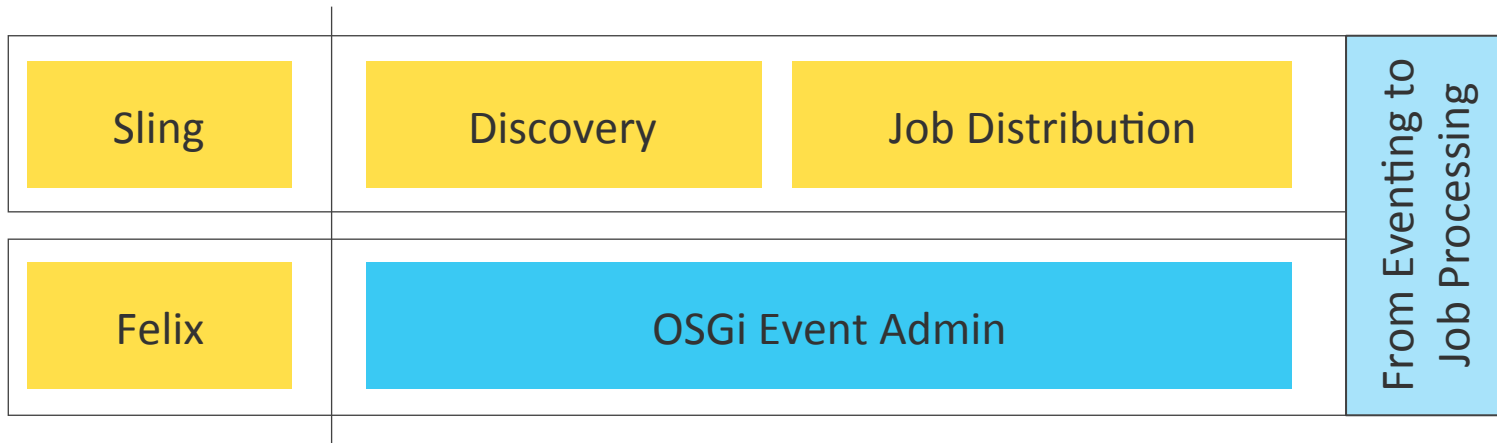 Sling
Discovery
Job Distribution
Felix
OSGi Event Admin
From Eventing to
Job Processing